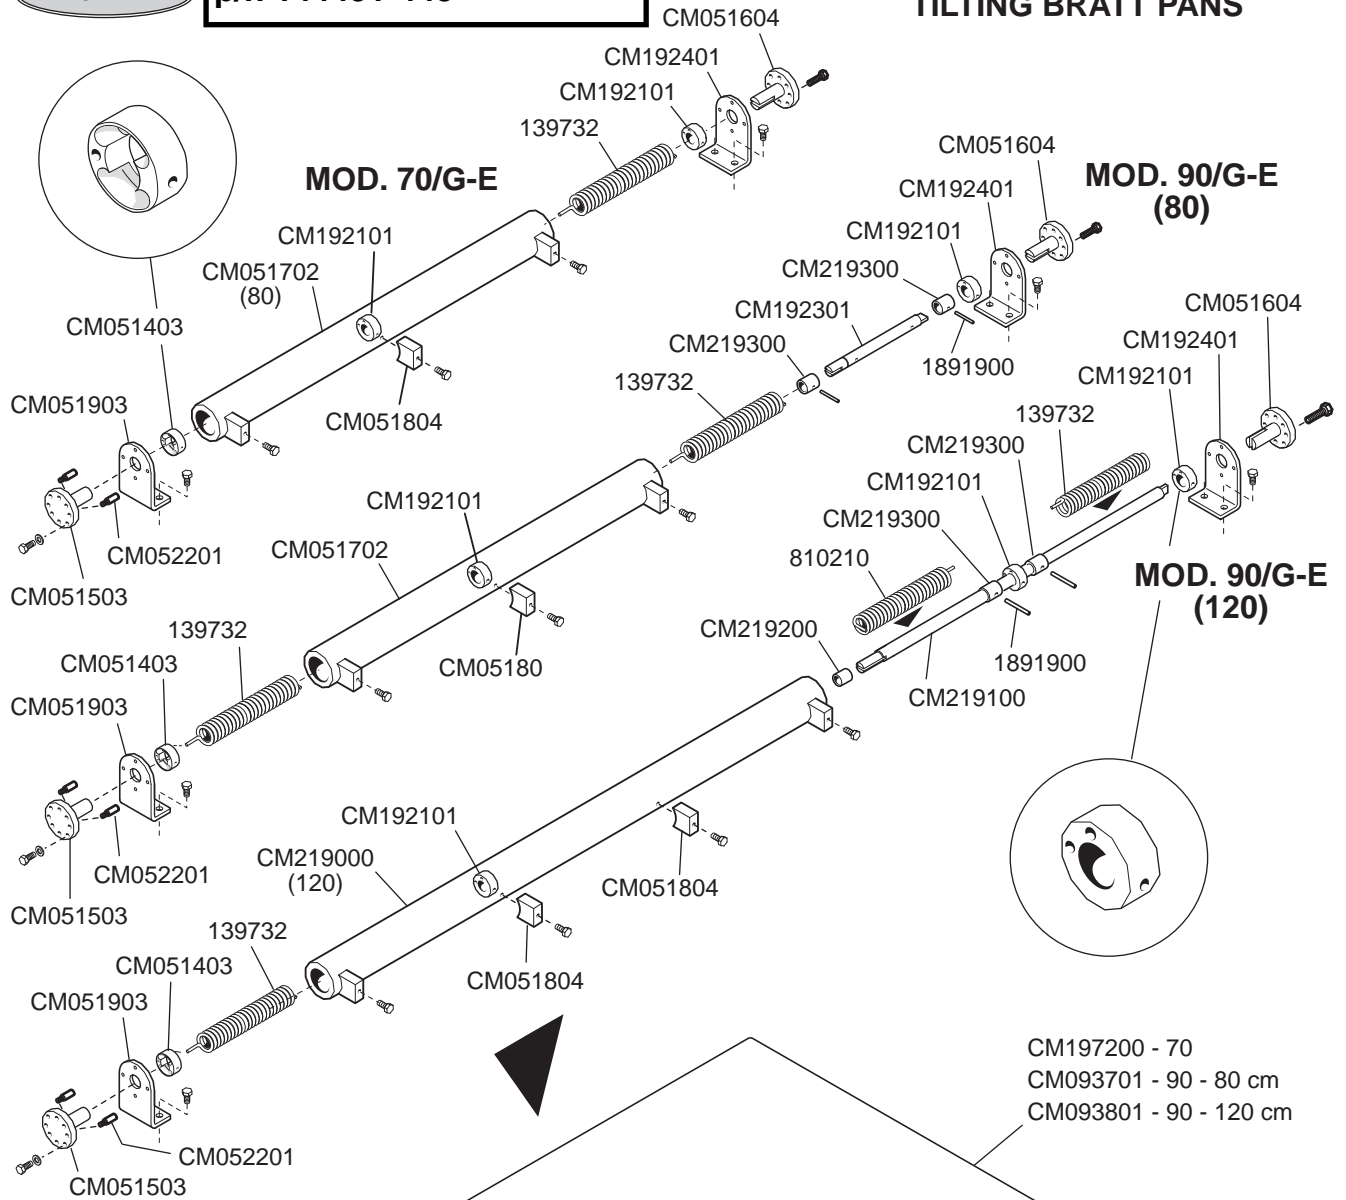 TILTING BRATT PANS
CM051604
CM192401
CM192101
139732
MOD. 70/G-E
CM192101
CM051702
(80)
CM051403
CM051804
CM051903
CM052201
CM051503
CM051604
MOD. 90/G-E
(80)
CM192401
CM192101
CM219300
CM192301
CM219300
1891900
139732
CM192101
CM051702
CM05180
139732
CM051403
CM051903
CM052201
CM051503
CM051604
CM192401
CM192101
139732
CM219300
CM192101
CM219300
810210
MOD. 90/G-E
(120)
CM219200
1891900
CM219100
CM192101
CM219000
(120)
CM051804
CM051804
139732
CM051403
CM051903
CM052201
CM051503
CM197200 - 70
CM093701 - 90 - 80 cm
CM093801 - 90 - 120 cm